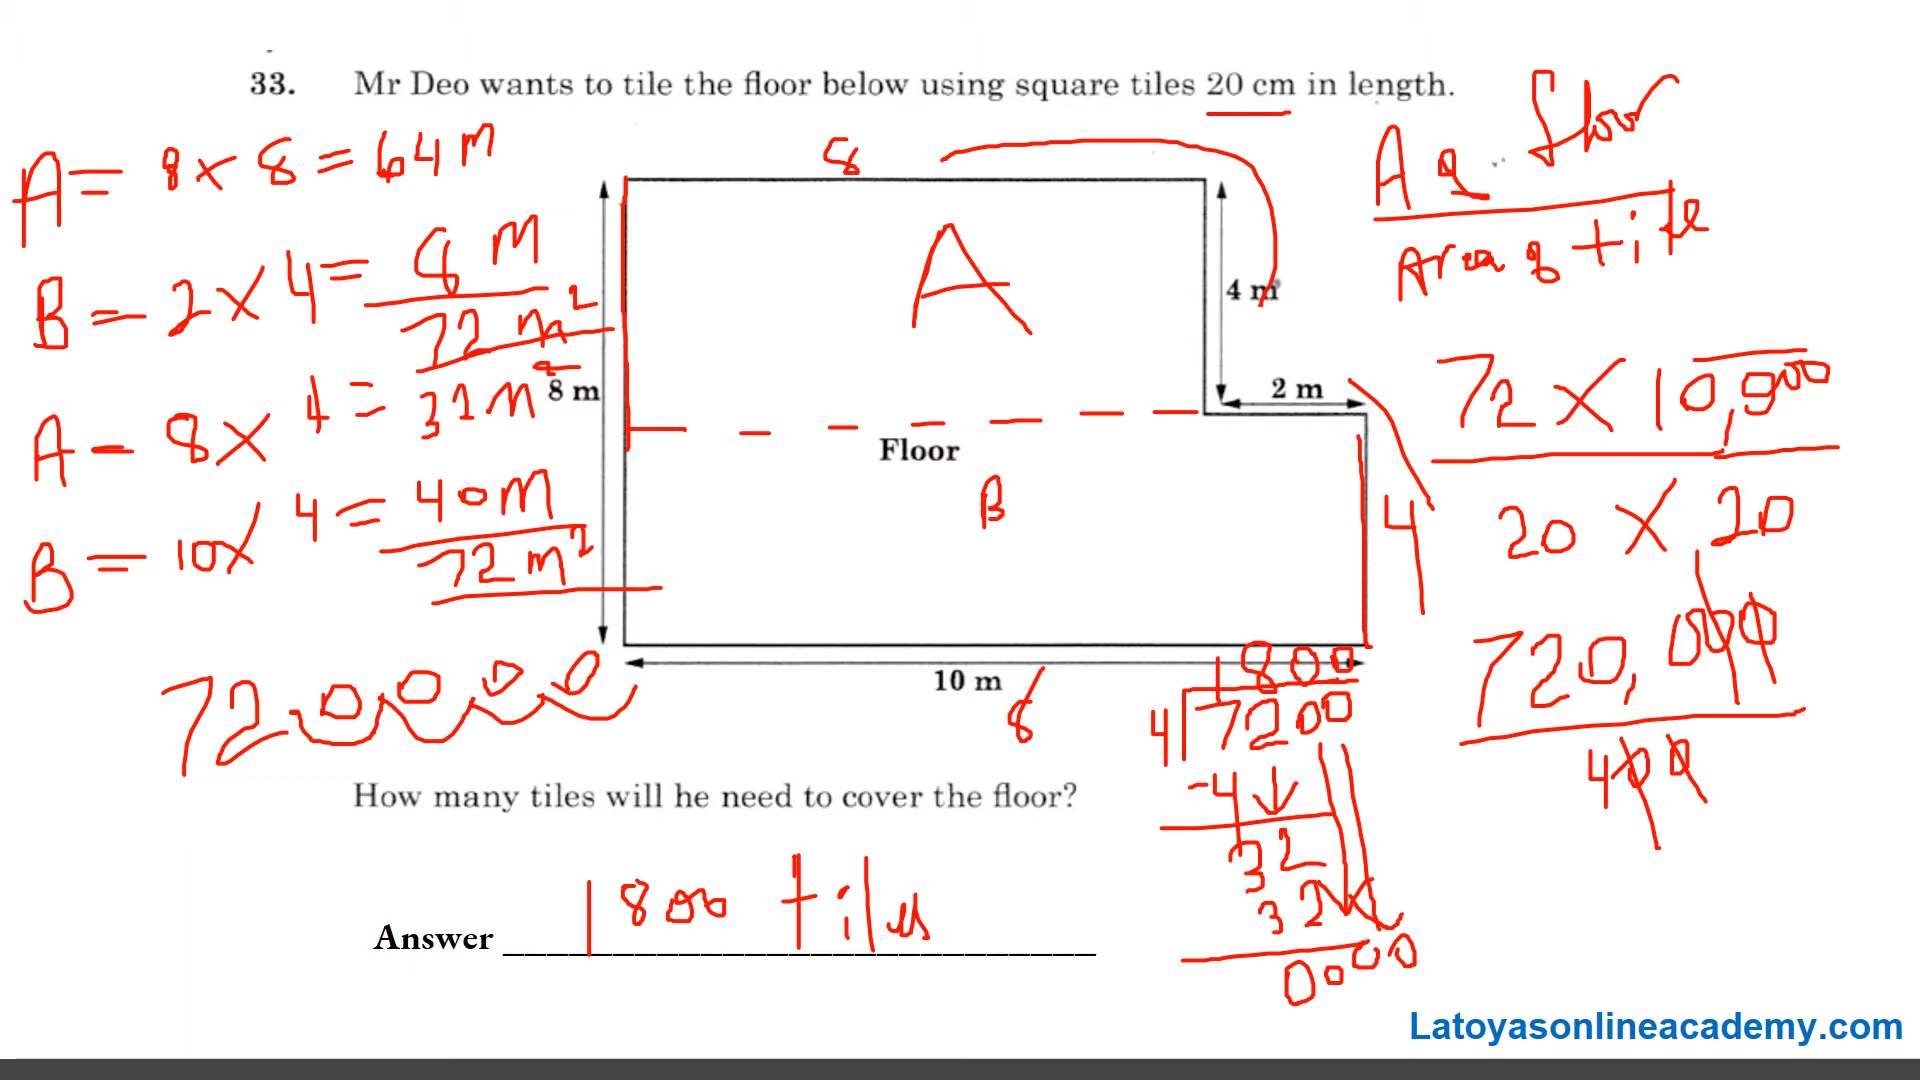 33. Mr Deo wants to tile the floor below using square tiles 20 cm in length.
A = 8 x 8 = 64 m
B = 2 x 4 = 8 m
72 m²
A = 8 x 4 = 32 m²
B = 10 x 4 = 40 m
72 m²
72.0000
8
A
4 m
8 m
2 m
Floor
B
4
10 m
8
A of floor
Area of tile
72 x 10,000
20 x 20
720,000
400
1800
4 7200
-4
32
32
0000
How many tiles will he need to cover the floor?
Answer 1800 tiles
Latoyasonlineacademy.com